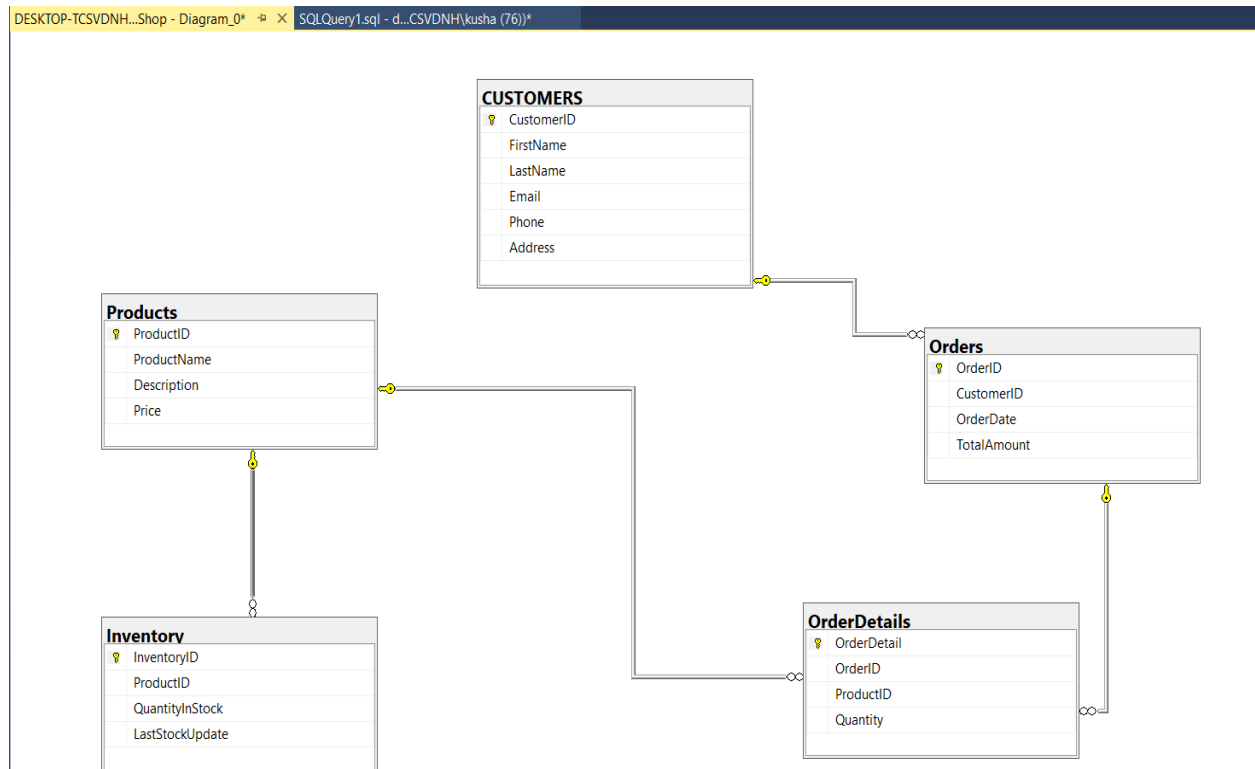 DESKTOP-TCSVDNH...Shop - Diagram_0*
SQLQuery1.sql - d...CSVDNH\kusha (76))*
CUSTOMERS
CustomerID
FirstName
LastName
Email
Phone
Address
Products
ProductID
ProductName
Description
Price
Orders
OrderID
CustomerID
OrderDate
TotalAmount
Inventory
InventoryID
ProductID
QuantityInStock
LastStockUpdate
OrderDetails
OrderDetail
OrderID
ProductID
Quantity